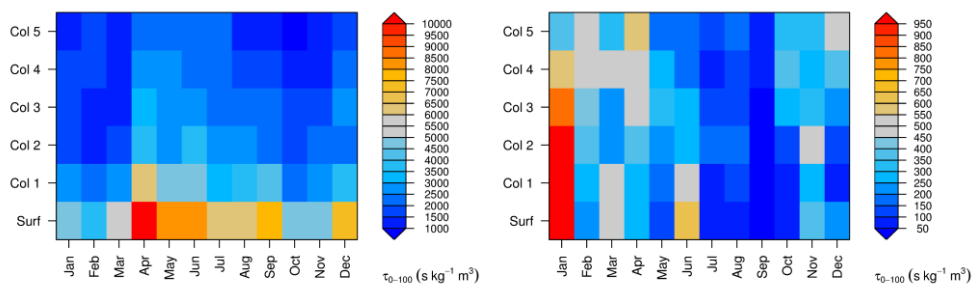 Col 5
Col 4
Col 3
Col 2
Col 1
Surf
Jan Feb Mar Apr May Jun Jul Aug Sep Oct Nov Dec
10000
9500
9000
8500
8000
7500
7000
6500
6000
5500
5000
4500
4000
3500
3000
2500
2000
1500
1000
τ₀₋₁₀₀ (s kg⁻¹ m³)
Col 5
Col 4
Col 3
Col 2
Col 1
Surf
Jan Feb Mar Apr May Jun Jul Aug Sep Oct Nov Dec
950
900
850
800
750
700
650
600
550
500
450
400
350
300
250
200
150
100
50
τ₀₋₁₀₀ (s kg⁻¹ m³)